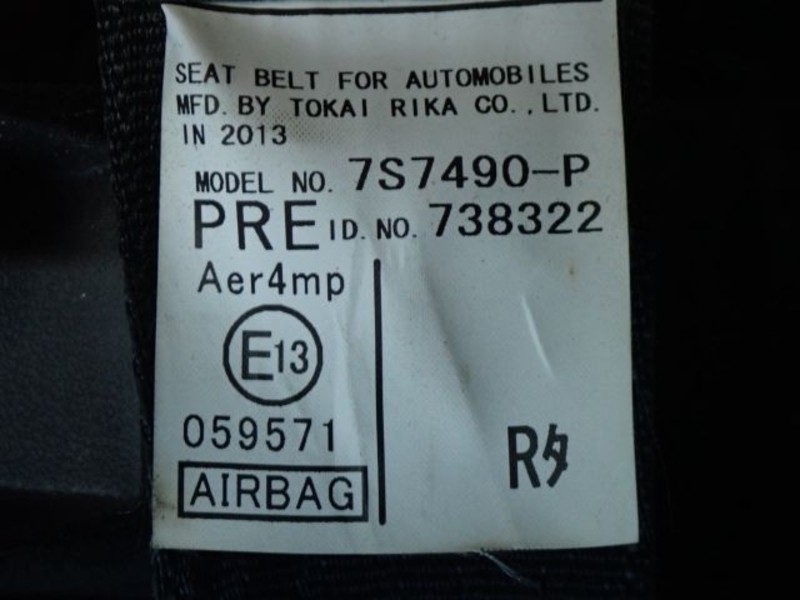 SEAT BELT FOR AUTOMOBILES
MFD. BY TOKAI RIKA CO., LTD.
IN 2013
MODEL NO. 7S7490-P
PRE ID. NO. 738322
Aer4mp
E13
059571
AIRBAG
Rタ